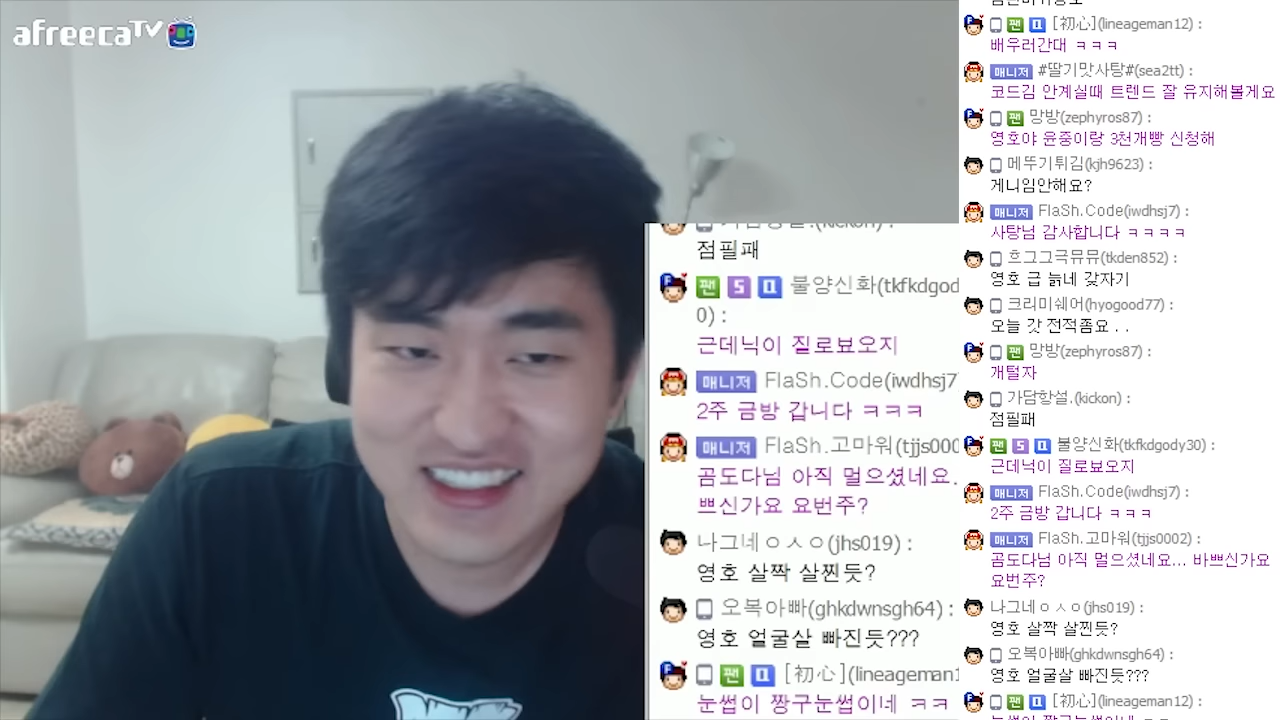 afreecaTV
점필패
팬 S 불양신화(tkfkdgod
0) :
근데닉이 질로뵤오지
매니저 FlaSh.Code(iwdhsj7
2주 금방 갑니다 ㅋㅋㅋ
매니저 FlaSh.고마워(tjjs000
곰도다님 아직 멀으셨네요.
쁘신가요 요번주?
나그네ㅇㅅㅇ(jhs019) :
영호 살짝 살찐듯?
오복아빠(ghkdwnsgh64) :
영호 얼굴살 빠진듯???
팬 [初心](lineageman1
눈썹이 짱구눈썹이네 ㅋㅋ
팬 [初心](lineageman12) :
배우러간대 ㅋㅋㅋ
매니저 #딸기맛사탕#(sea2tt) :
코드김 안계실때 트렌드 잘 유지해볼게요
팬 망방(zephyros87) :
영호야 윤중이랑 3천개빵 신청해
메뚜기튀김(kjh9623) :
게니임안해요?
매니저 FlaSh.Code(iwdhsj7) :
사탕님 감사합니다 ㅋㅋㅋㅋ
흐그그극뮤뮤(tkden852) :
영호 급 늙네 갖자기
크리미쉐어(hyogood77) :
오늘 갓 전적좀요 . .
팬 망방(zephyros87) :
개털자
가담항설.(kickon) :
점필패
팬 S 불양신화(tkfkdgody30) :
근데닉이 질로뵤오지
매니저 FlaSh.Code(iwdhsj7) :
2주 금방 갑니다 ㅋㅋㅋ
매니저 FlaSh.고마워(tjjs0002) :
곰도다님 아직 멀으셨네요... 바쁘신가요
요번주?
나그네ㅇㅅㅇ(jhs019) :
영호 살짝 살찐듯?
오복아빠(ghkdwnsgh64) :
영호 얼굴살 빠진듯???
팬 [初心](lineageman12) :